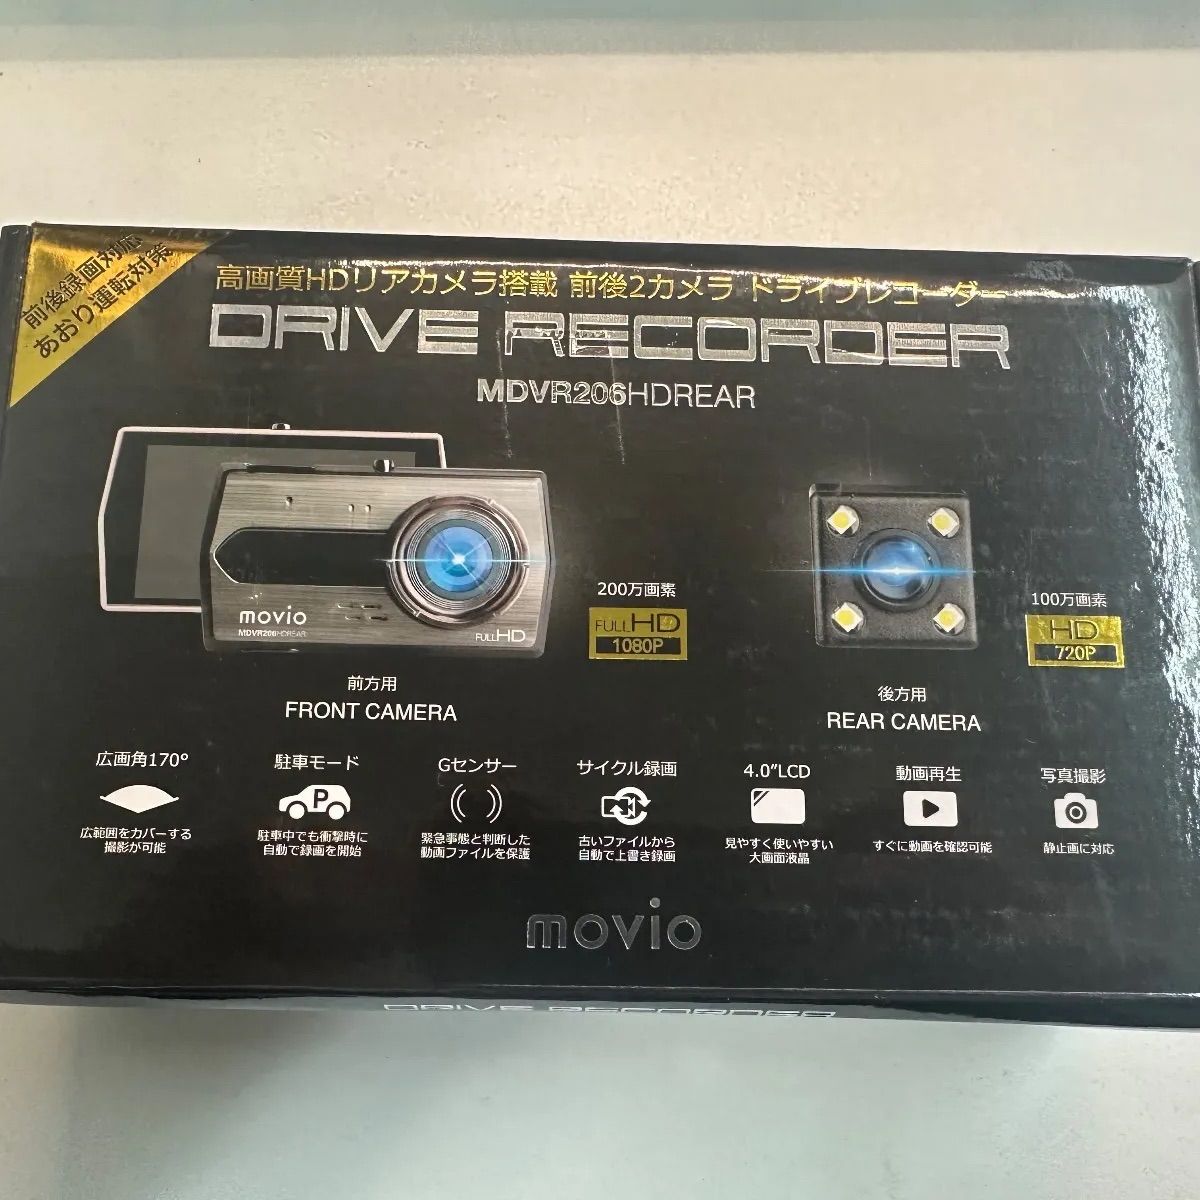 前後録画対応
あおり運転対策
高画質HDリアカメラ搭載 前後2カメラ ドライブレコーダー
DRIVE RECORDER
MDVR206HDREAR
movio
MDVR206HDREAR
FULL HD
200万画素
FULL HD
1080P
100万画素
HD
720P
前方用
FRONT CAMERA
後方用
REAR CAMERA
広画角170°
広範囲をカバーする
撮影が可能
駐車モード
P
駐車中でも衝撃時に
自動で録画を開始
Gセンサー
緊急事態と判断した
動画ファイルを保護
サイクル録画
古いファイルから
自動で上書き録画
4.0"LCD
見やすく使いやすい
大画面液晶
動画再生
すぐに動画を確認可能
写真撮影
静止画に対応
movio
DRIVE RECORDER